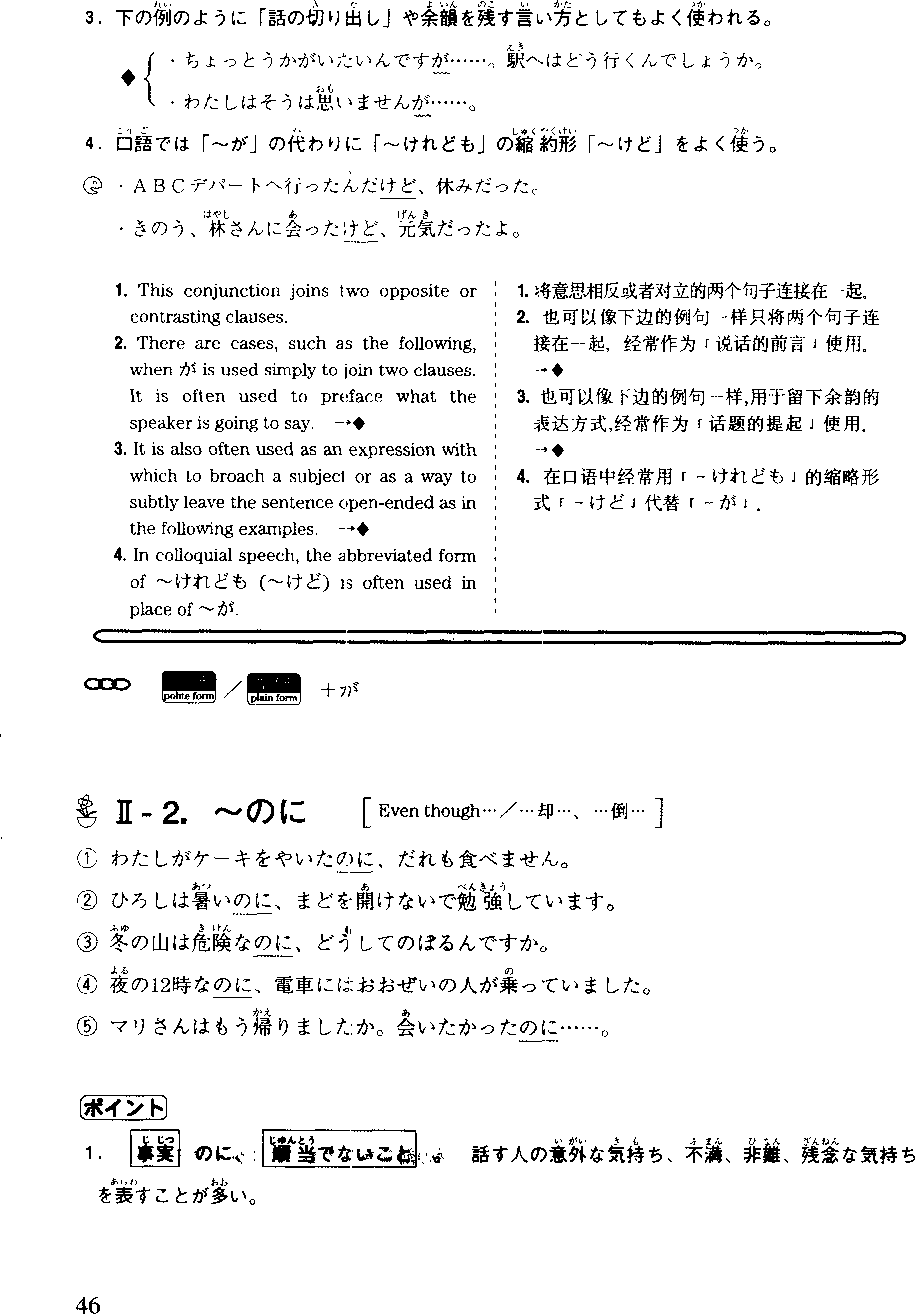 3．下の例のように「話の切り出し」や余韻を残す言い方としてもよく使われる。
・ちょっとうかがいたいんですが……。駅へはどう行くんでしょうか。
◆
・わたしはそうは思いませんが……。
4．口語では「～が」の代わりに「～けれども」の縮約形「～けど」をよく使う。
・ＡＢＣデパートへ行ったんだけど、休みだった。
・きのう、林さんに会ったけど、元気だったよ。
1. This conjunction joins two opposite or
contrasting clauses.
2. There are cases, such as the following,
when が is used simply to join two clauses.
It is often used to preface what the
speaker is going to say. →◆
3. It is also often used as an expression with
which to broach a subject or as a way to
subtly leave the sentence open-ended as in
the following examples. →◆
4. In colloquial speech, the abbreviated form
of ～けれども (～けど) is often used in
place of ～が.
1. 将意思相反或者对立的两个句子连接在一起。
2. 也可以像下边的例句一样只将两个句子连
接在一起，经常作为「说话的前言」使用．
→◆
3. 也可以像下边的例句一样,用于留下余韵的
表达方式,经常作为「话题的提起」使用．
→◆
4. 在口语中经常用「～けれども」的缩略形
式「～けど」代替「～が」．
polite form ／ plain form ＋が
Ⅱ-2. ～のに ［Even though…／…却…、…倒…］
① わたしがケーキをやいたのに、だれも食べません。
② ひろしは暑いのに、まどを開けないで勉強しています。
③ 冬の山は危険なのに、どうしてのぼるんですか。
④ 夜の12時なのに、電車にはおおぜいの人が乗っていました。
⑤ マリさんはもう帰りましたか。会いたかったのに……。
ポイント
1． 事実 のに、 順当でないこと 話す人の意外な気持ち、不満、非難、残念な気持ち
を表すことが多い。
46